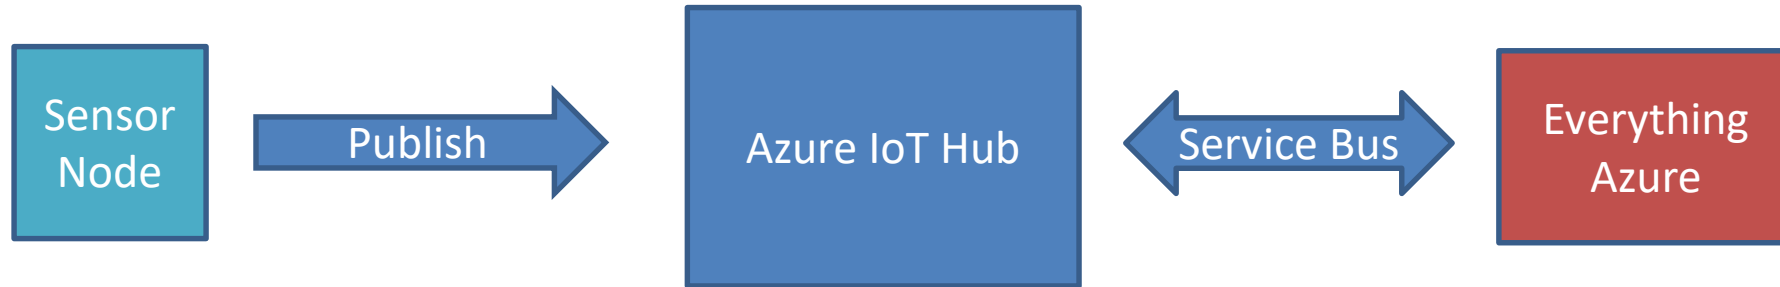 Sensor
Node
Publish
Azure IoT Hub
Service Bus
Everything
Azure